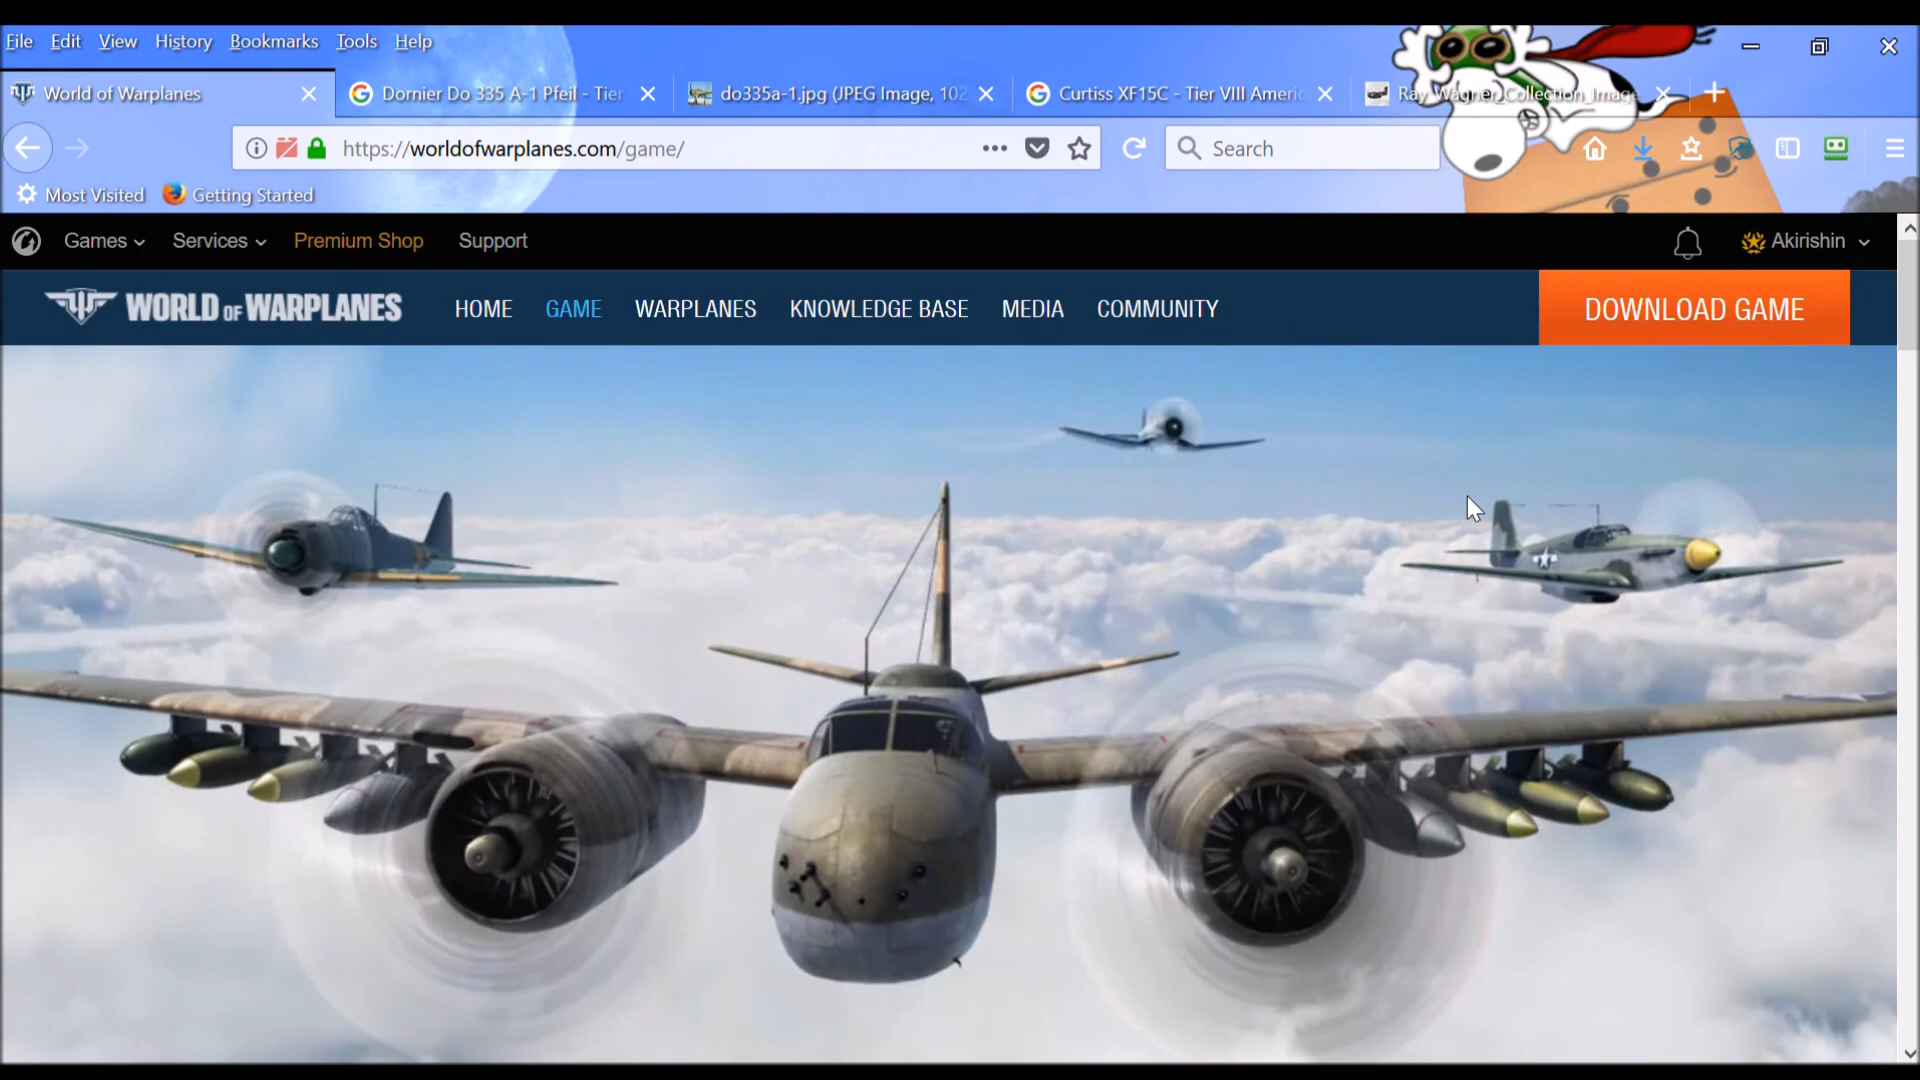 File Edit View History Bookmarks Tools Help
World of Warplanes Dornier Do 335 A-1 Pfeil - Tier do335a-1.jpg (JPEG Image, 102 Curtiss XF15C - Tier VIII Americ Ray_Wagner_Collection_Image
https://worldofwarplanes.com/game/ Search
Most Visited Getting Started
Games Services Premium Shop Support Akirishin
WORLD OF WARPLANES HOME GAME WARPLANES KNOWLEDGE BASE MEDIA COMMUNITY DOWNLOAD GAME